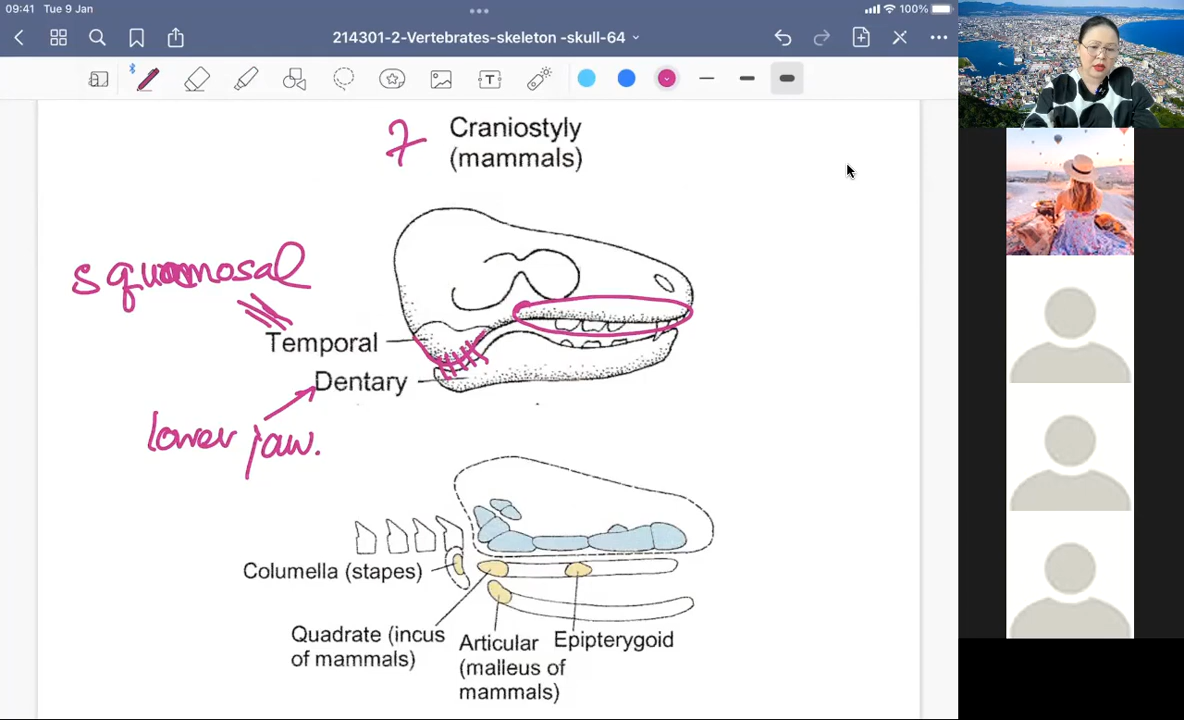 09:41 Tue 9 Jan
100%
214301-2-Vertebrates-skeleton -skull-64
T
7 Craniostyly
(mammals)
squamosal
Temporal
Dentary
lower jaw.
Columella (stapes)
Quadrate (incus
of mammals)
Articular
(malleus of
mammals)
Epipterygoid